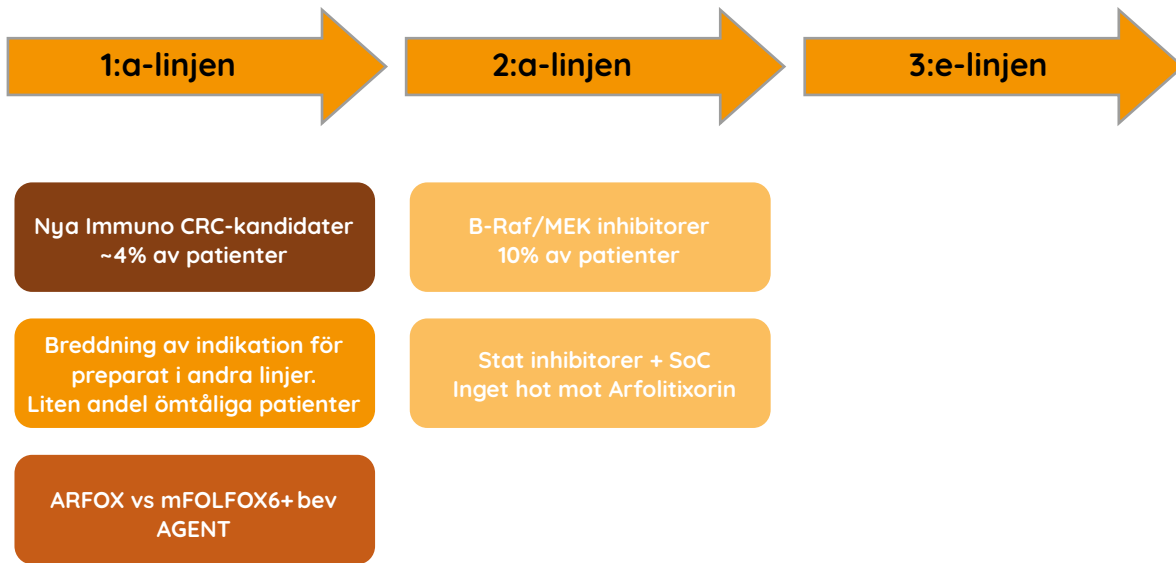 1:a-linjen
2:a-linjen
3:e-linjen
Nya Immuno CRC-kandidater
~4% av patienter
B-Raf/MEK inhibitorer
10% av patienter
Breddning av indikation för
preparat i andra linjer.
Liten andel ömtåliga patienter
Stat inhibitorer + SoC
Inget hot mot Arfolitixorin
ARFOX vs mFOLFOX6+ bev
AGENT